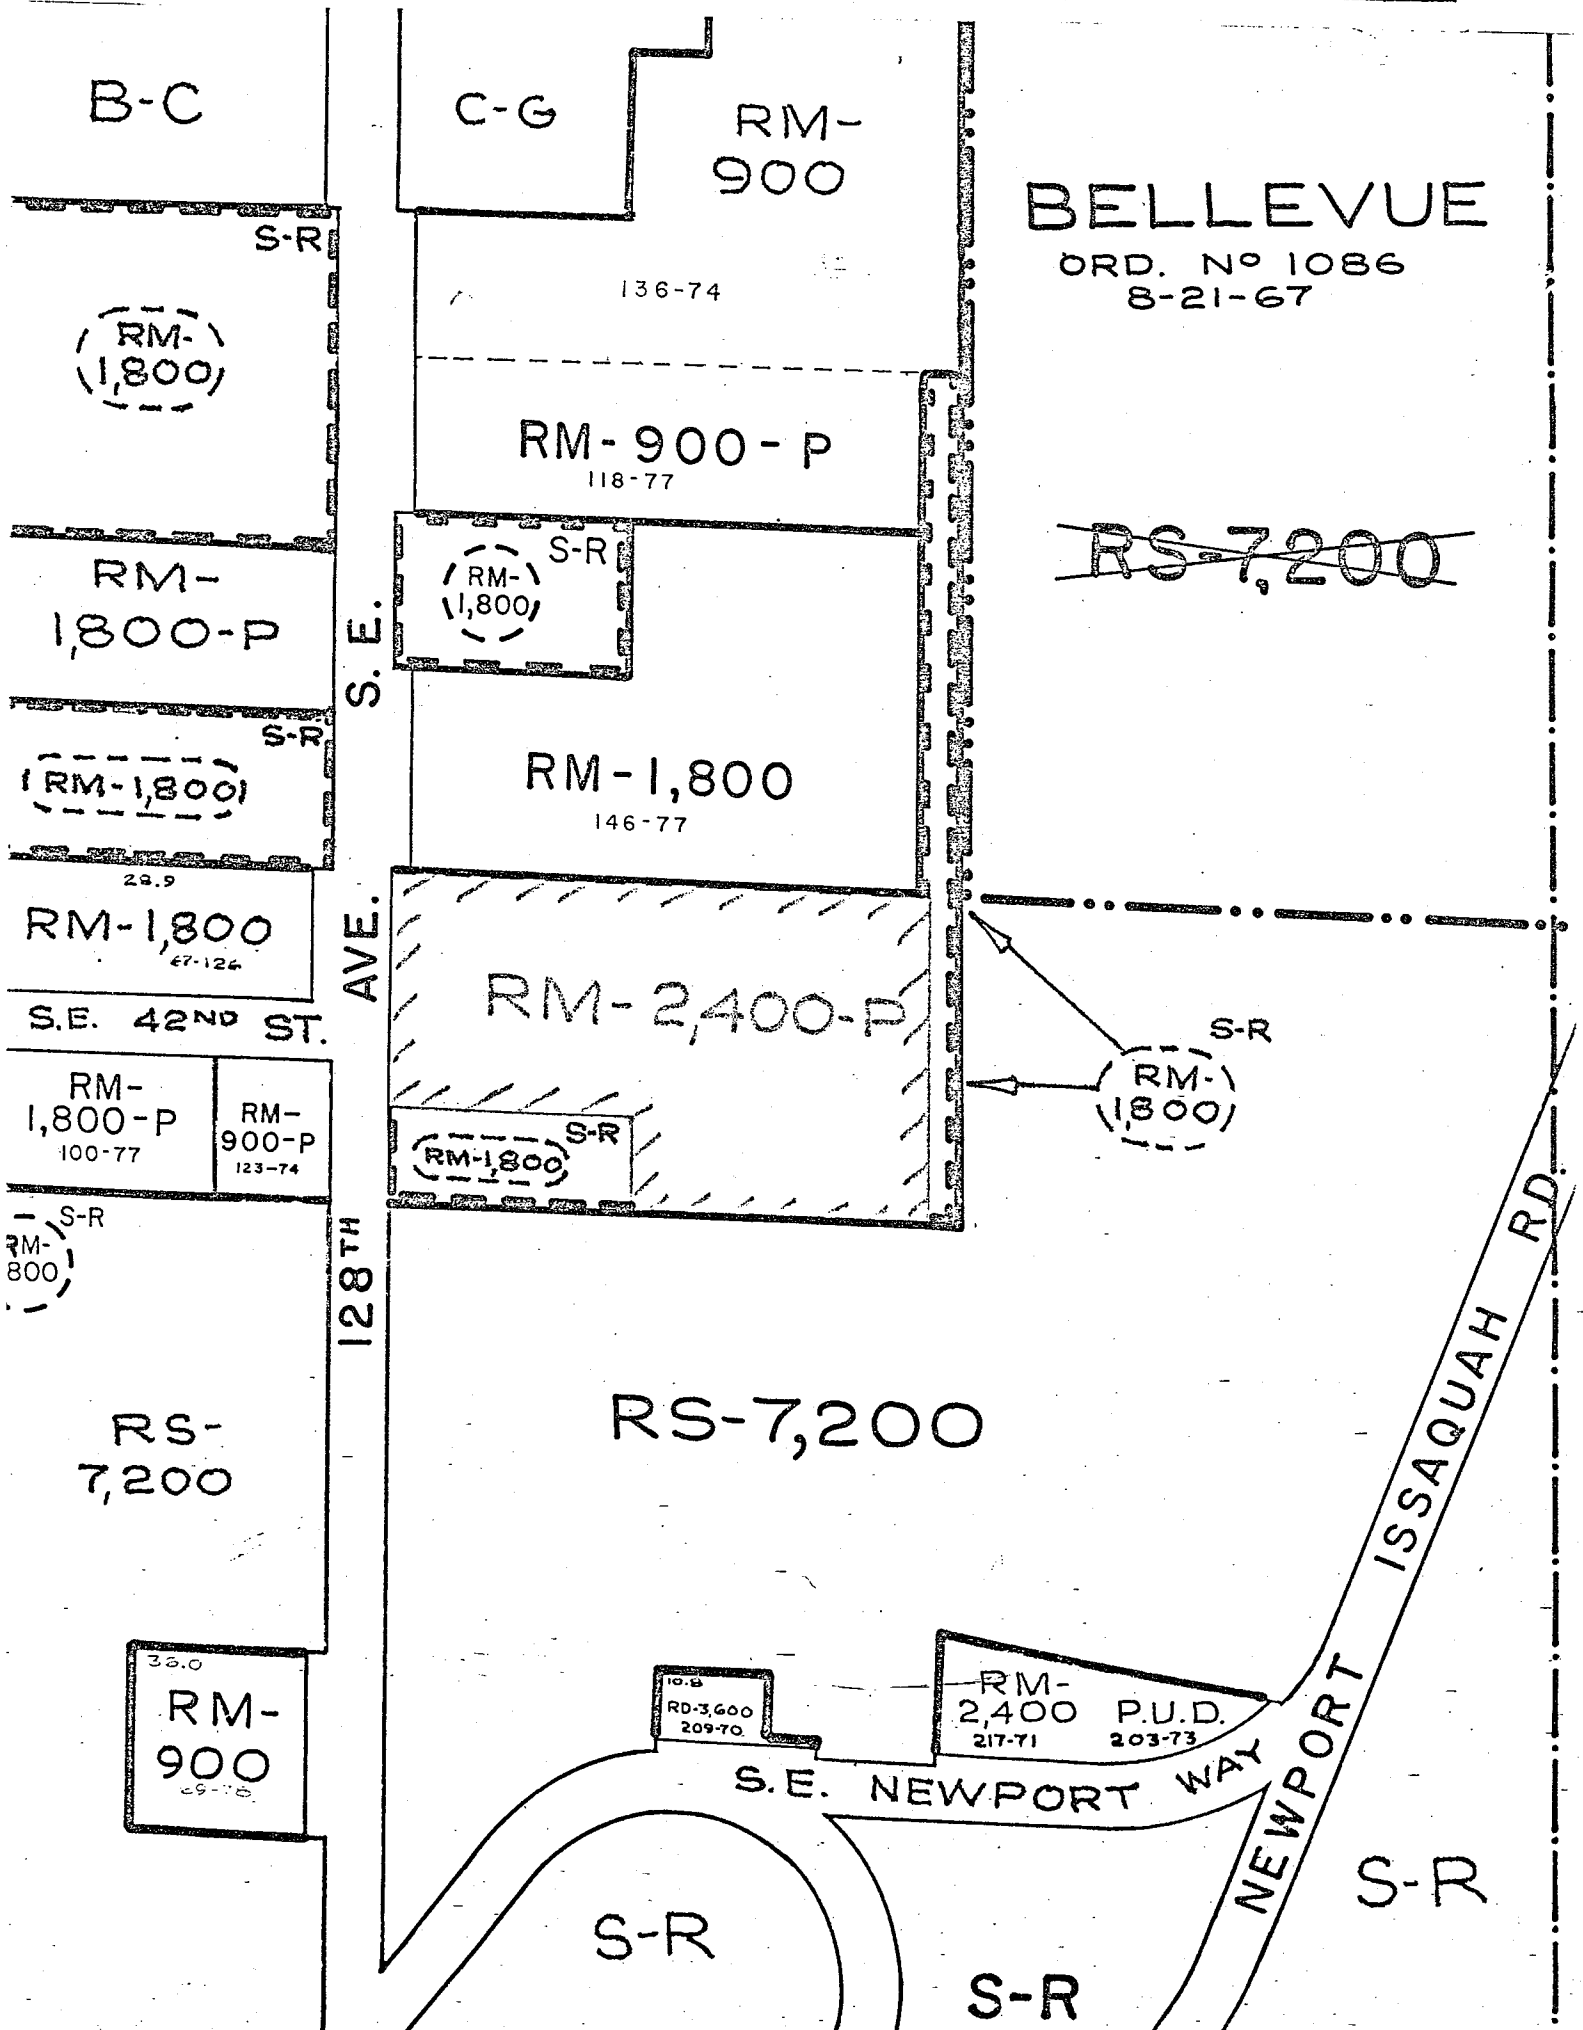 B-C
C-G
RM-
900
BELLEVUE
ORD. Nº 1086
8-21-67
S-R
RM-
1,800
136-74
RM-900-P
118-77
RS-7,200
S-R
RM-
1,800
RM-
1,800-P
S. E.
S-R
RM-1,800
RM-1,800
146-77
28.9
RM-1,800
67-126
AVE.
RM-2,400-P
S.E. 42ND ST.
S-R
RM-
1800
RM-
1,800-P
100-77
RM-
900-P
123-74
S-R
RM-1,800
S-R
RM-
800
128TH
RS-
7,200
RS-7,200
NEWPORT ISSAQUAH RD.
RM-
900
10.8
RD-3,600
209-70
RM-
2,400
217-71
P.U.D.
203-73
S.E. NEWPORT WAY
S-R
S-R
S-R